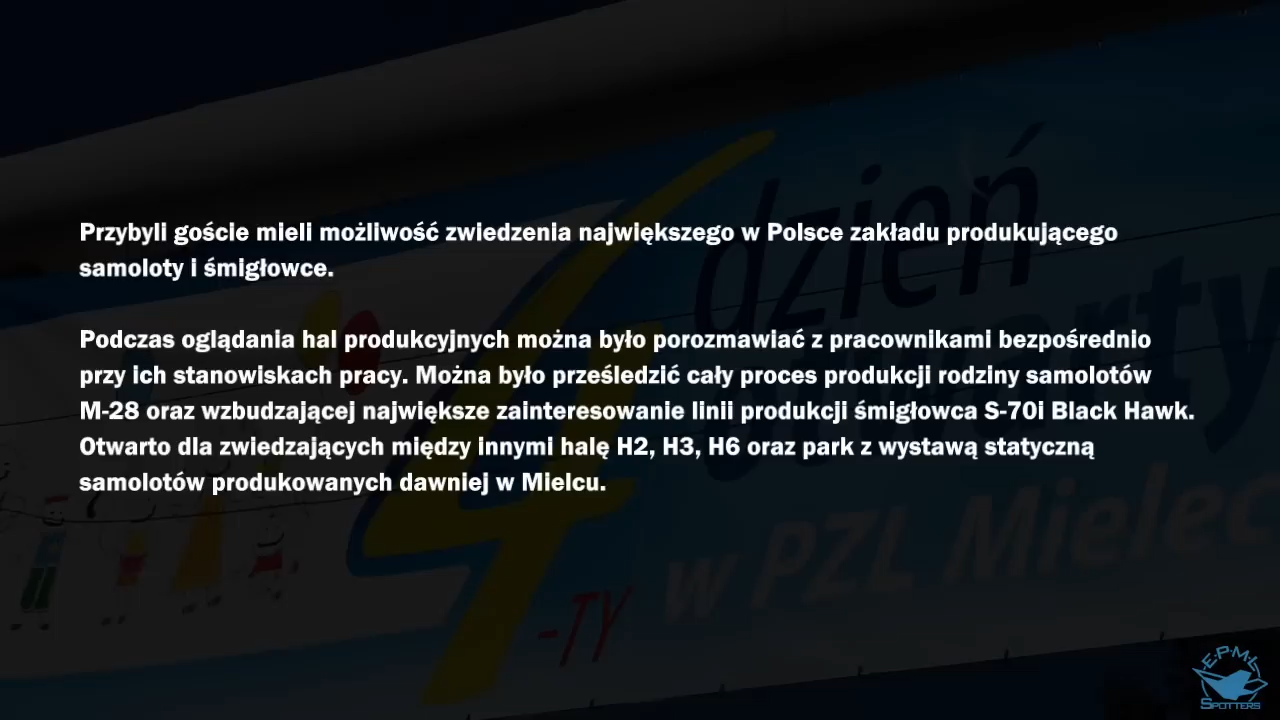 Przybyli goście mieli możliwość zwiedzenia największego w Polsce zakładu produkującego
samoloty i śmigłowce.
Podczas oglądania hal produkcyjnych można było porozmawiać z pracownikami bezpośrednio
przy ich stanowiskach pracy. Można było prześledzić cały proces produkcji rodziny samolotów
M-28 oraz wzbudzającej największe zainteresowanie linii produkcji śmigłowca S-70i Black Hawk.
Otwarto dla zwiedzających między innymi halę H2, H3, H6 oraz park z wystawą statyczną
samolotów produkowanych dawniej w Mielcu.
4-TY
dzień
otwarty
w PZL Mielec
E·P·M·L
SPOTTERS